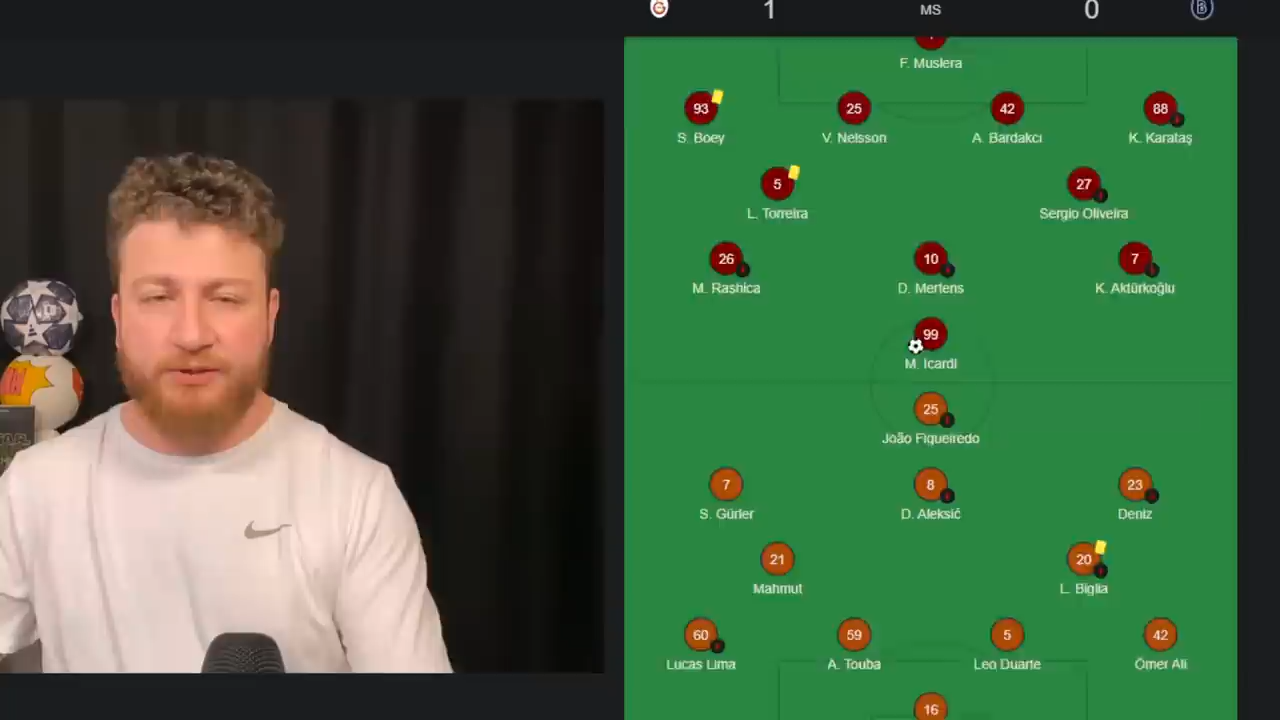 1 MS 0
F. Muslera
93 25 42 88
S. Boey V. Nelsson A. Bardakcı K. Karataş
5 27
L. Torreira Sergio Oliveira
26 10 7
M. Rashica D. Mertens K. Aktürkoğlu
99
M. Icardi
25
João Figueiredo
7 8 23
S. Gürler D. Aleksić Deniz
21 20
Mahmut L. Biglia
60 59 5 42
Lucas Lima A. Touba Leo Duarte Ömer Ali
16